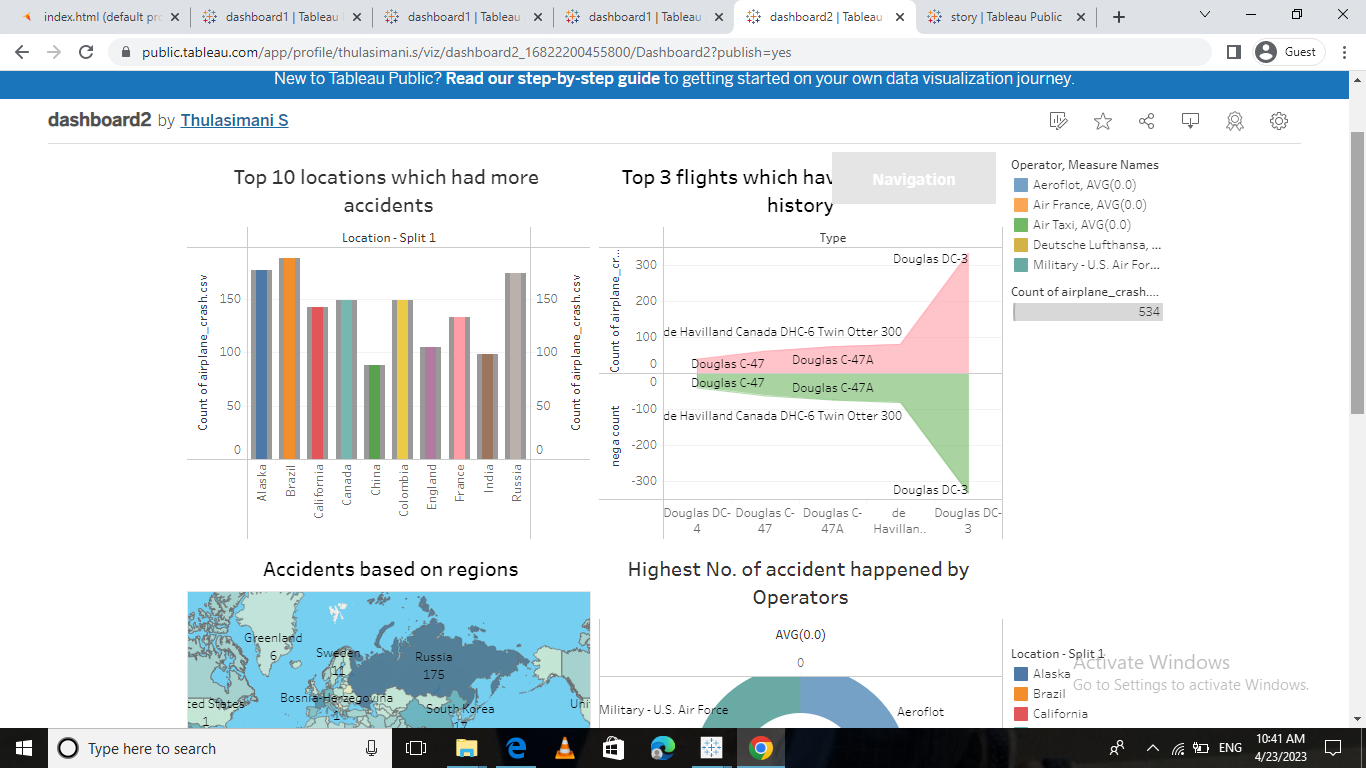 index.html (default pro
dashboard1 | Tableau
dashboard1 | Tableau
dashboard1 | Tableau
dashboard2 | Tableau
story | Tableau Public
public.tableau.com/app/profile/thulasimani.s/viz/dashboard2_16822200455800/Dashboard2?publish=yes
Guest
New to Tableau Public? Read our step-by-step guide to getting started on your own data visualization journey.
dashboard2 by Thulasimani S
Top 10 locations which had more
accidents
Location - Split 1
Count of airplane_crash.csv
150
100
50
0
150
100
50
0
Count of airplane_crash.csv
Alaska
Brazil
California
Canada
China
Colombia
England
France
India
Russia
Top 3 flights which hav
history
Navigation
Type
Count of airplane_cr...
300
200
100
0
Douglas DC-3
de Havilland Canada DHC-6 Twin Otter 300
Douglas C-47
Douglas C-47A
nega count
0
-100
-200
-300
Douglas C-47
Douglas C-47A
de Havilland Canada DHC-6 Twin Otter 300
Douglas DC-3
Douglas DC-
4
Douglas C-
47
Douglas C-
47A
de
Havillan..
Douglas DC-
3
Operator, Measure Names
Aeroflot, AVG(0.0)
Air France, AVG(0.0)
Air Taxi, AVG(0.0)
Deutsche Lufthansa, ...
Military - U.S. Air For...
Count of airplane_crash....
534
Accidents based on regions
Greenland
6
Sweden
11
Russia
175
Bosnia-Herzegovina
1
South Korea
17
ted States
1
Uni
Highest No. of accident happened by
Operators
AVG(0.0)
0
Military - U.S. Air Force
Aeroflot
Location - Split 1
Alaska
Brazil
California
Activate Windows
Go to Settings to activate Windows.
Type here to search
ENG
10:41 AM
4/23/2023